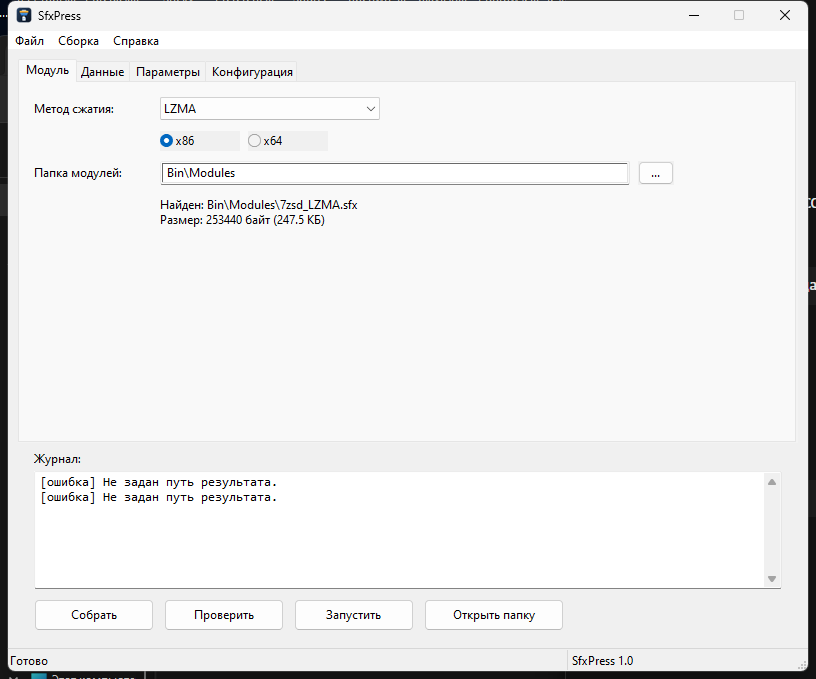 SfxPress
Файл Сборка Справка
Модуль Данные Параметры Конфигурация
Метод сжатия: LZMA
x86 x64
Папка модулей: Bin\Modules ...
Найден: Bin\Modules\7zsd_LZMA.sfx
Размер: 253440 байт (247.5 КБ)
Журнал:
[ошибка] Не задан путь результата.
[ошибка] Не задан путь результата.
Собрать Проверить Запустить Открыть папку
Готово SfxPress 1.0